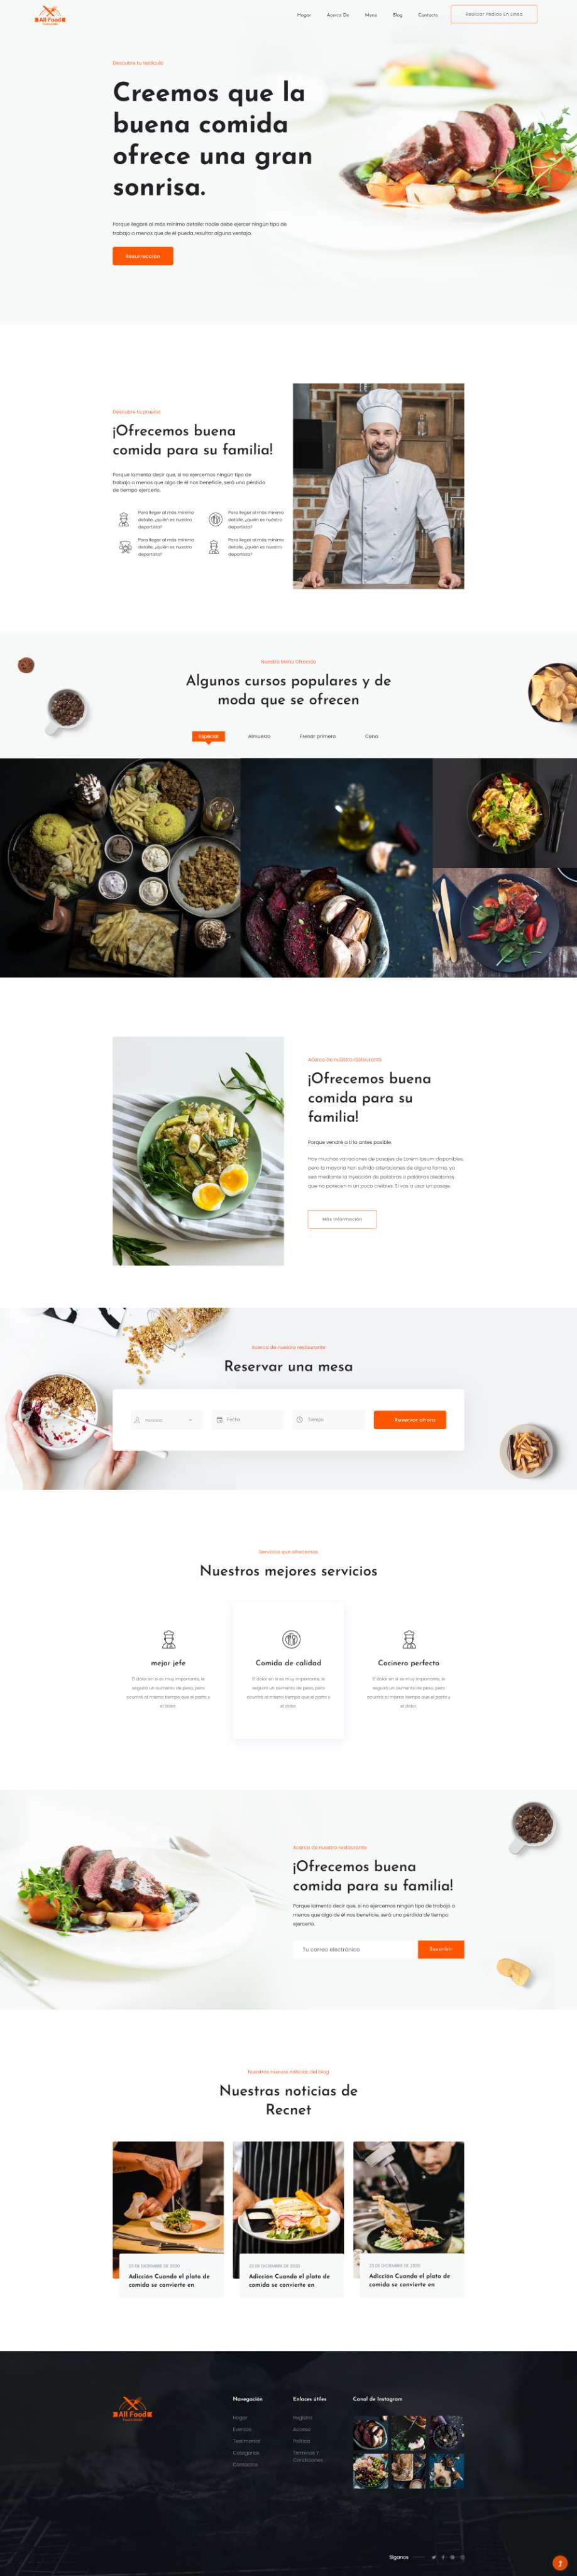 All Food
Hogar
Acerca De
Menú
Blog
Contacto
Realizar Pedido En Línea
Creemos que la
buena comida
ofrece una gran
sonrisa.
Porque llegaré al más mínimo detalle: nadie debe ejercer ningún tipo de
trabajo a menos que de él pueda resultar alguna ventaja.
Resurrección
Descubre tu prueba
¡Ofrecemos buena
comida para su familia!
Porque lamento decir que, si no ejercemos ningún tipo de
trabajo a menos que algo de él nos beneficie, será una pérdida
de tiempo ejercerlo.
Para llegar al más mínimo
detalle, ¿quién es nuestro
deportista?
Para llegar al más mínimo
detalle, ¿quién es nuestro
deportista?
Para llegar al más mínimo
detalle, ¿quién es nuestro
deportista?
Para llegar al más mínimo
detalle, ¿quién es nuestro
deportista?
Nuestro Menú Ofrecido
Algunos cursos populares y de
moda que se ofrecen
Especial
Almuerzo
Frenar primero
Cena
Acerca de nuestro restaurante
¡Ofrecemos buena
comida para su
familia!
Porque vendré a ti lo antes posible,
Hay muchas variaciones de pasajes de Lorem Ipsum disponibles,
pero la mayoría han sufrido alteraciones de alguna forma, ya
sea mediante la inyección de palabras o palabras aleatorias
que no parecen ni un poco creíbles. Si vas a usar un pasaje.
Más información
Acerca de nuestro restaurante
Reservar una mesa
Fecha
Tiempo
Reservar ahora
Servicios que ofrecemos
Nuestros mejores servicios
mejor jefe
Comida de calidad
Cocinero perfecto
El dolor en sí es muy importante, le
seguirá un aumento de peso, pero
ocurrirá al mismo tiempo que el parto y
el dolor.
El dolor en sí es muy importante, le
seguirá un aumento de peso, pero
ocurrirá al mismo tiempo que el parto y
el dolor.
El dolor en sí es muy importante, le
seguirá un aumento de peso, pero
ocurrirá al mismo tiempo que el parto y
el dolor.
Acerca de nuestro restaurante
¡Ofrecemos buena
comida para su familia!
Porque lamento decir que, si no ejercemos ningún tipo de trabajo a
menos que algo de él nos beneficie, será una pérdida de tiempo
ejercerlo.
Tu correo electrónico
Suscribir
Nuestras nuevas noticias del blog
Nuestras noticias de
Recnet
DE DICIEMBRE DE 2020
Adicción Cuando el plato de
comida se convierte en
DE DICIEMBRE DE 2020
Adicción Cuando el plato de
comida se convierte en
DE DICIEMBRE DE 2020
Adicción Cuando el plato de
comida se convierte en
All Food
Navegación
Hogar
Eventos
Testimonial
Categorías
Contactos
Enlaces útiles
Registro
Acceso
Política
Términos Y
Condiciones
Canal de Instagram
Síganos